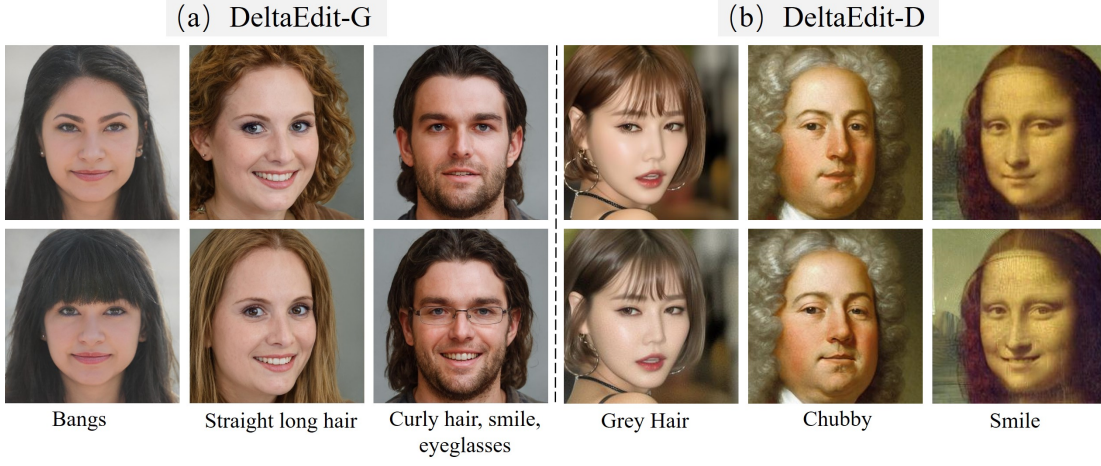 (a) DeltaEdit-G
(b) DeltaEdit-D
Bangs
Straight long hair
Curly hair, smile,
eyeglasses
Grey Hair
Chubby
Smile